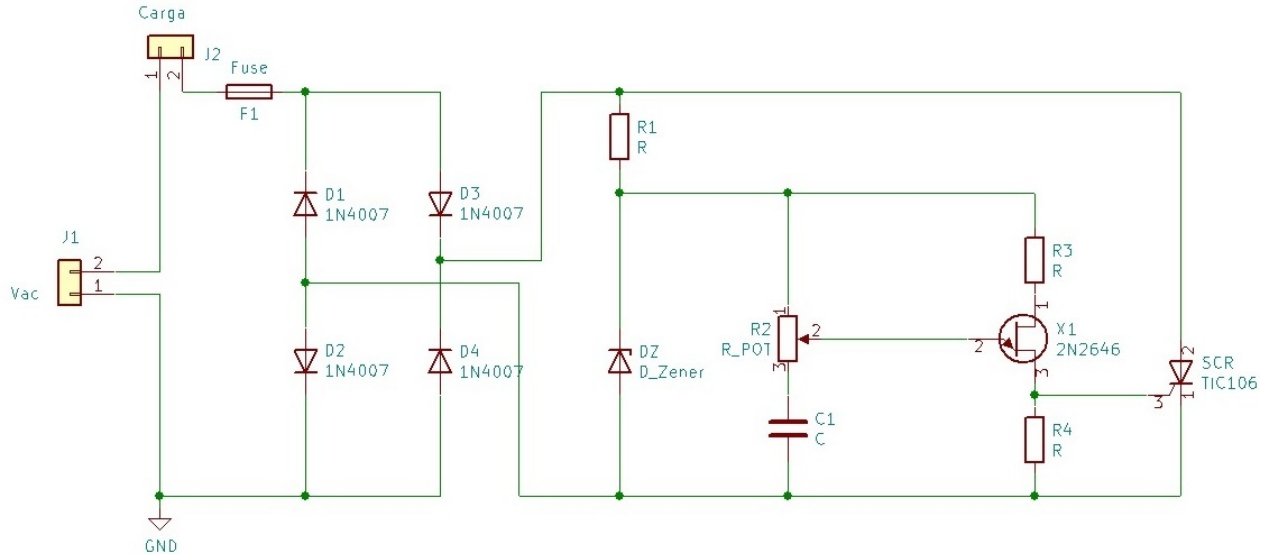 Carga
J2
1
2
Fuse
F1
J1
2
1
Vac
GND
D1
1N4007
D3
1N4007
D2
1N4007
D4
1N4007
R1
R
DZ
D_Zener
R2
R_POT
1
2
3
C1
C
R3
R
1
2
3
X1
2N2646
R4
R
2
SCR
TIC106
1
3